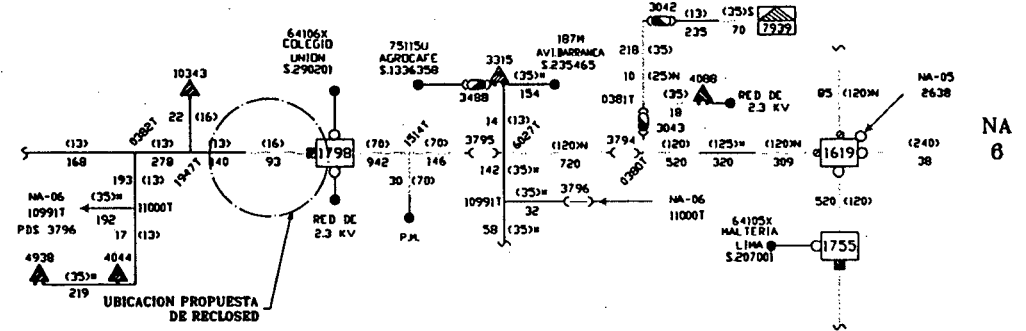 3042 (13) (35)S
235 70 7939
64106X
COLEGIO
UNION
S.290201
75115U
AGROCAFE
S.1336358
187M
AV.BARRANCA
S.235465
218 (35)
10343
3315
(35)¤
154
3488
10 (25)N
4088
(35)
18
RED DE
2.3 KV
0381T
3043
85 (120)N
NA-05
2638
22 (16)
0382T
1947T
14 (13)
6027T
1514T
3795
3794
0380T
(13) (13) (13) (16) 1798 (70) (70) (120)N (120) (125)¤ (120)N 1619 (240)
168 278 140 93 942 146 720 520 320 309 38
NA
6
193 (13)
30 (70)
142 (35)¤
NA-06
10991T
PDS 3796
(35)¤
192
11000T
17 (13)
RED DE
2.3 KV
P.M.
10991T
(35)¤
32
3796
NA-06
11000T
58 (35)¤
520 (120)
64105X
MALTERIA
LIMA
S.207001
1755
4938 4044
(35)¤
219
UBICACION PROPUESTA
DE RECLOSED